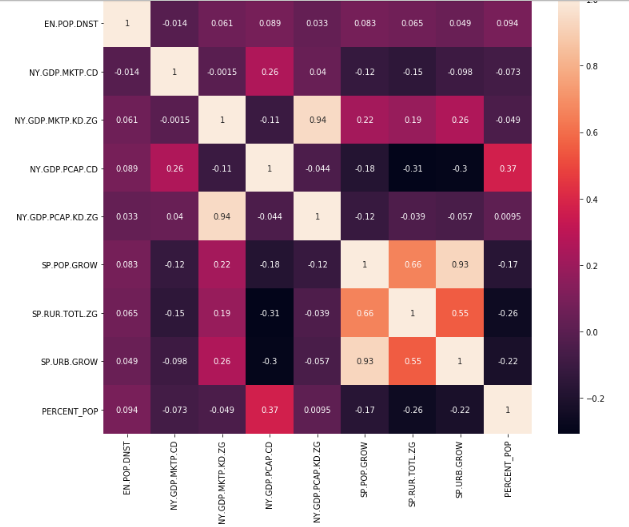 EN.POP.DNST 1 -0.014 0.061 0.089 0.033 0.083 0.065 0.049 0.094
NY.GDP.MKTP.CD -0.014 1 -0.0015 0.26 0.04 -0.12 -0.15 -0.098 -0.073
NY.GDP.MKTP.KD.ZG 0.061 -0.0015 1 -0.11 0.94 0.22 0.19 0.26 -0.049
NY.GDP.PCAP.CD 0.089 0.26 -0.11 1 -0.044 -0.18 -0.31 -0.3 0.37
NY.GDP.PCAP.KD.ZG 0.033 0.04 0.94 -0.044 1 -0.12 -0.039 -0.057 0.0095
SP.POP.GROW 0.083 -0.12 0.22 -0.18 -0.12 1 0.66 0.93 -0.17
SP.RUR.TOTL.ZG 0.065 -0.15 0.19 -0.31 -0.039 0.66 1 0.55 -0.26
SP.URB.GROW 0.049 -0.098 0.26 -0.3 -0.057 0.93 0.55 1 -0.22
PERCENT_POP 0.094 -0.073 -0.049 0.37 0.0095 -0.17 -0.26 -0.22 1
EN.POP.DNST
NY.GDP.MKTP.CD
NY.GDP.MKTP.KD.ZG
NY.GDP.PCAP.CD
NY.GDP.PCAP.KD.ZG
SP.POP.GROW
SP.RUR.TOTL.ZG
SP.URB.GROW
PERCENT_POP
0.8
0.6
0.4
0.2
0.0
−0.2